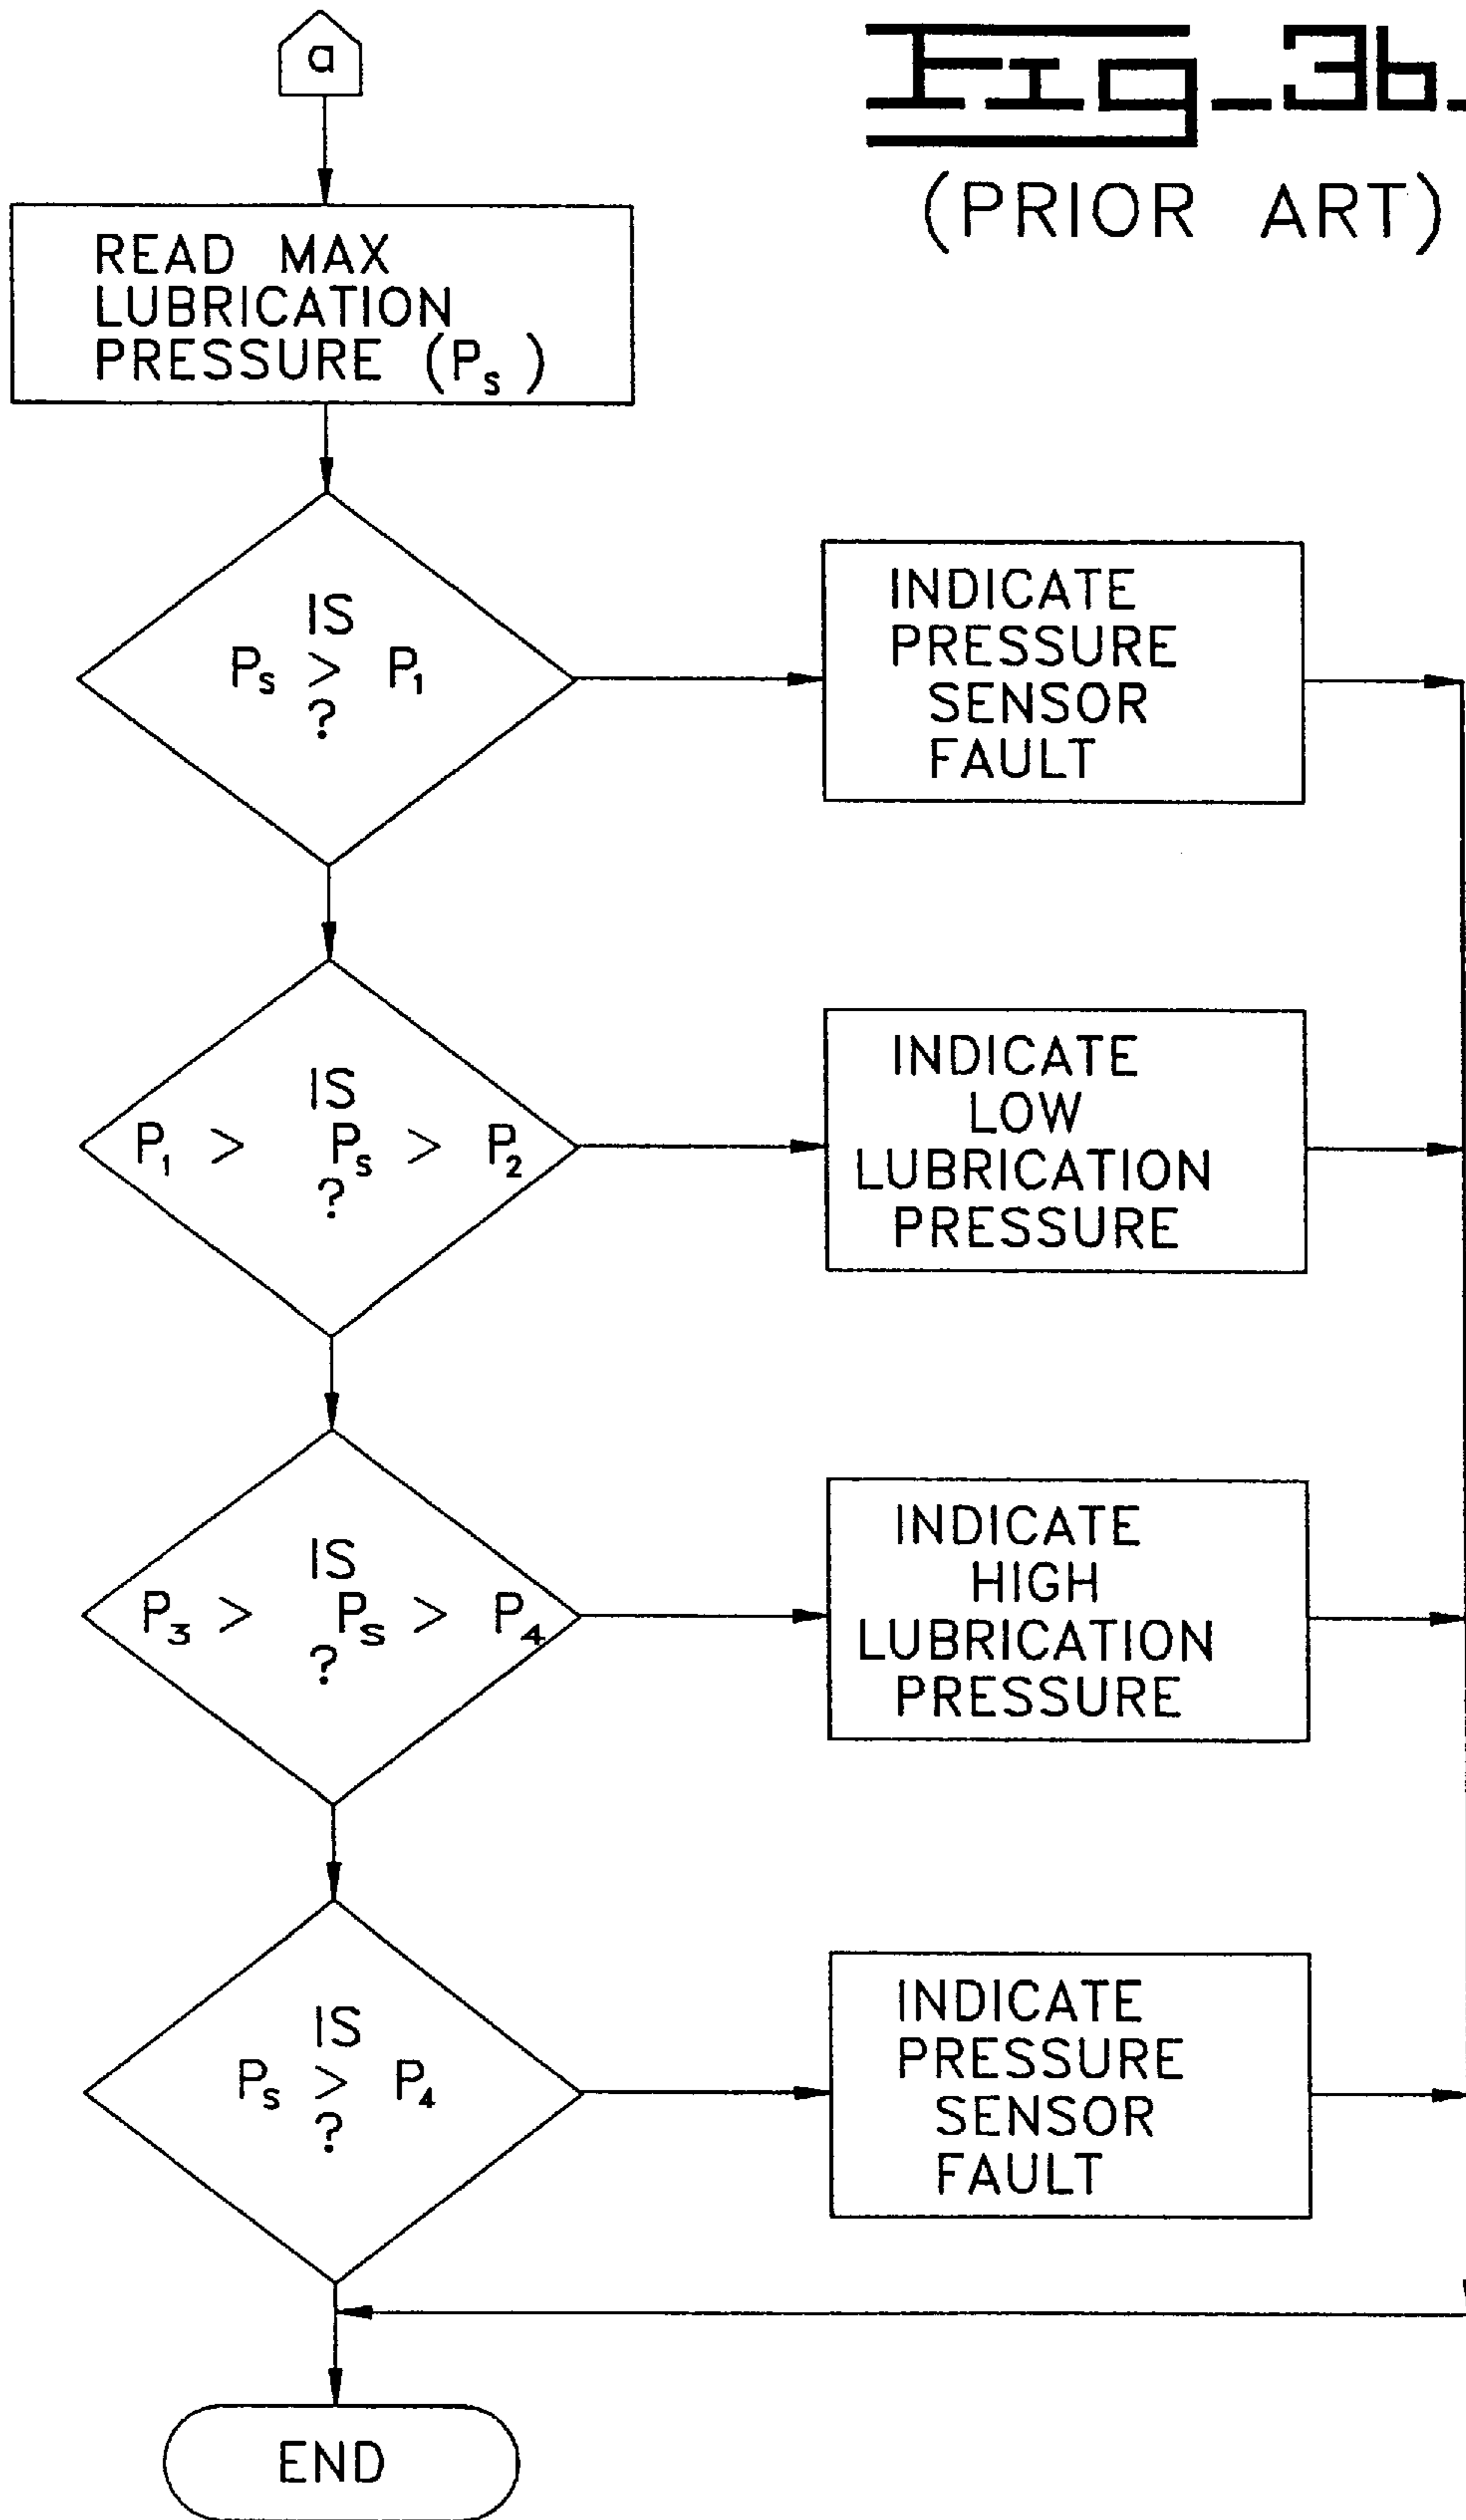 a
Fig_3b_
(PRIOR ART)
READ MAX
LUBRICATION
PRESSURE (Ps)
IS
Ps > P1
?
INDICATE
PRESSURE
SENSOR
FAULT
IS
P1 > Ps > P2
?
INDICATE
LOW
LUBRICATION
PRESSURE
IS
P3 > Ps > P4
?
INDICATE
HIGH
LUBRICATION
PRESSURE
IS
Ps > P4
?
INDICATE
PRESSURE
SENSOR
FAULT
END